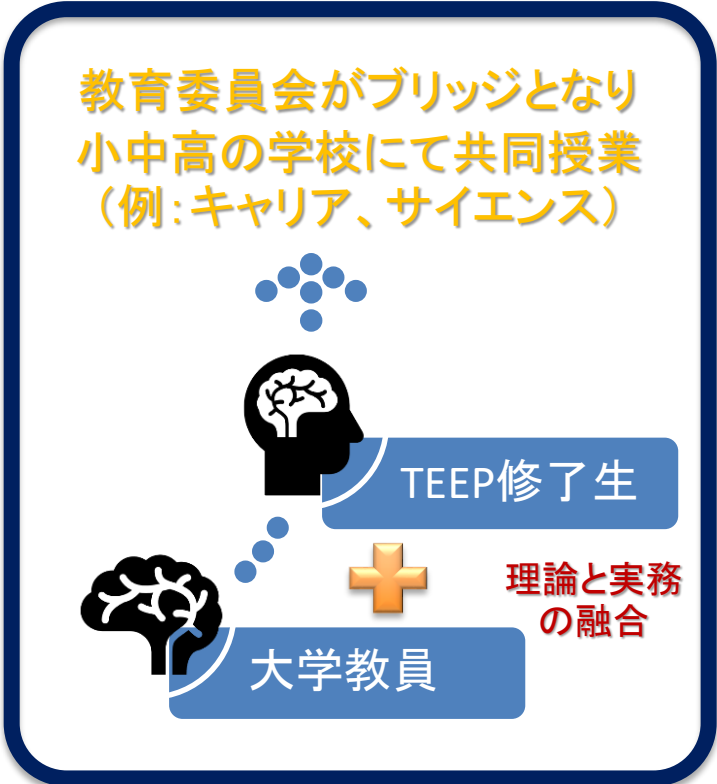 教育委員会がブリッジとなり
小中高の学校にて共同授業
（例：キャリア、サイエンス）
TEEP修了生
理論と実務
の融合
大学教員